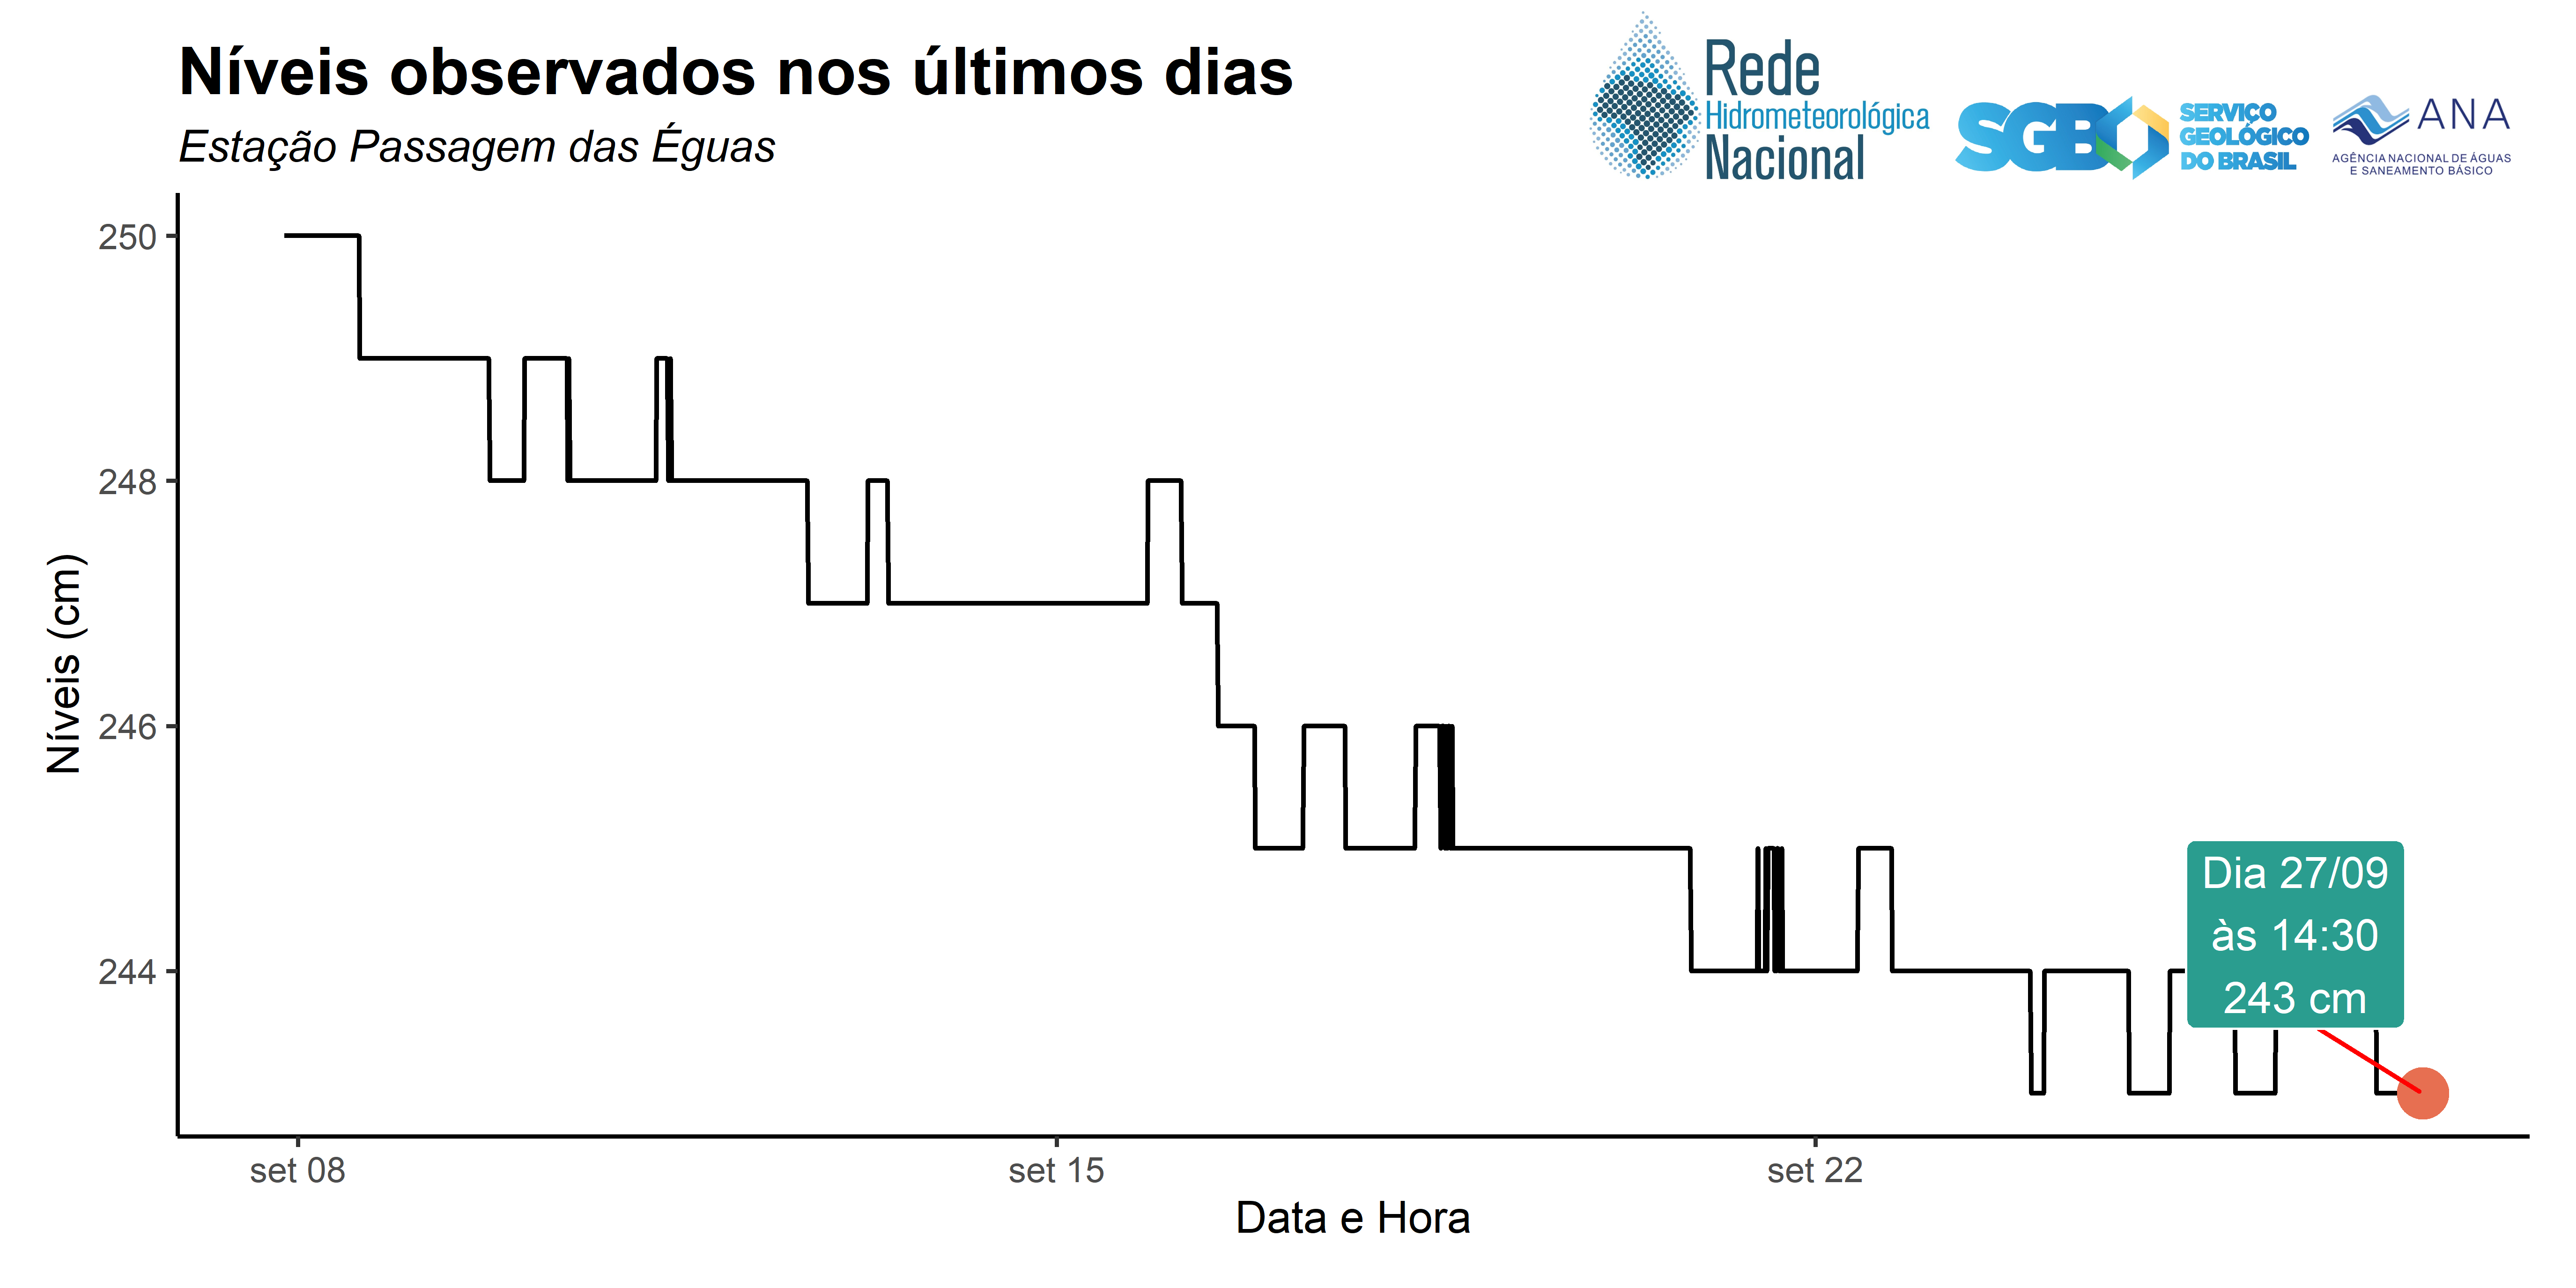 Níveis observados nos últimos dias
Estação Passagem das Éguas
Rede
Hidrometeorológica
Nacional
SGB
SERVIÇO
GEOLÓGICO
DO BRASIL
ANA
AGÊNCIA NACIONAL DE ÁGUAS
E SANEAMENTO BÁSICO
Níveis (cm)
250
248
246
244
Dia 27/09
às 14:30
243 cm
set 08
set 15
set 22
Data e Hora